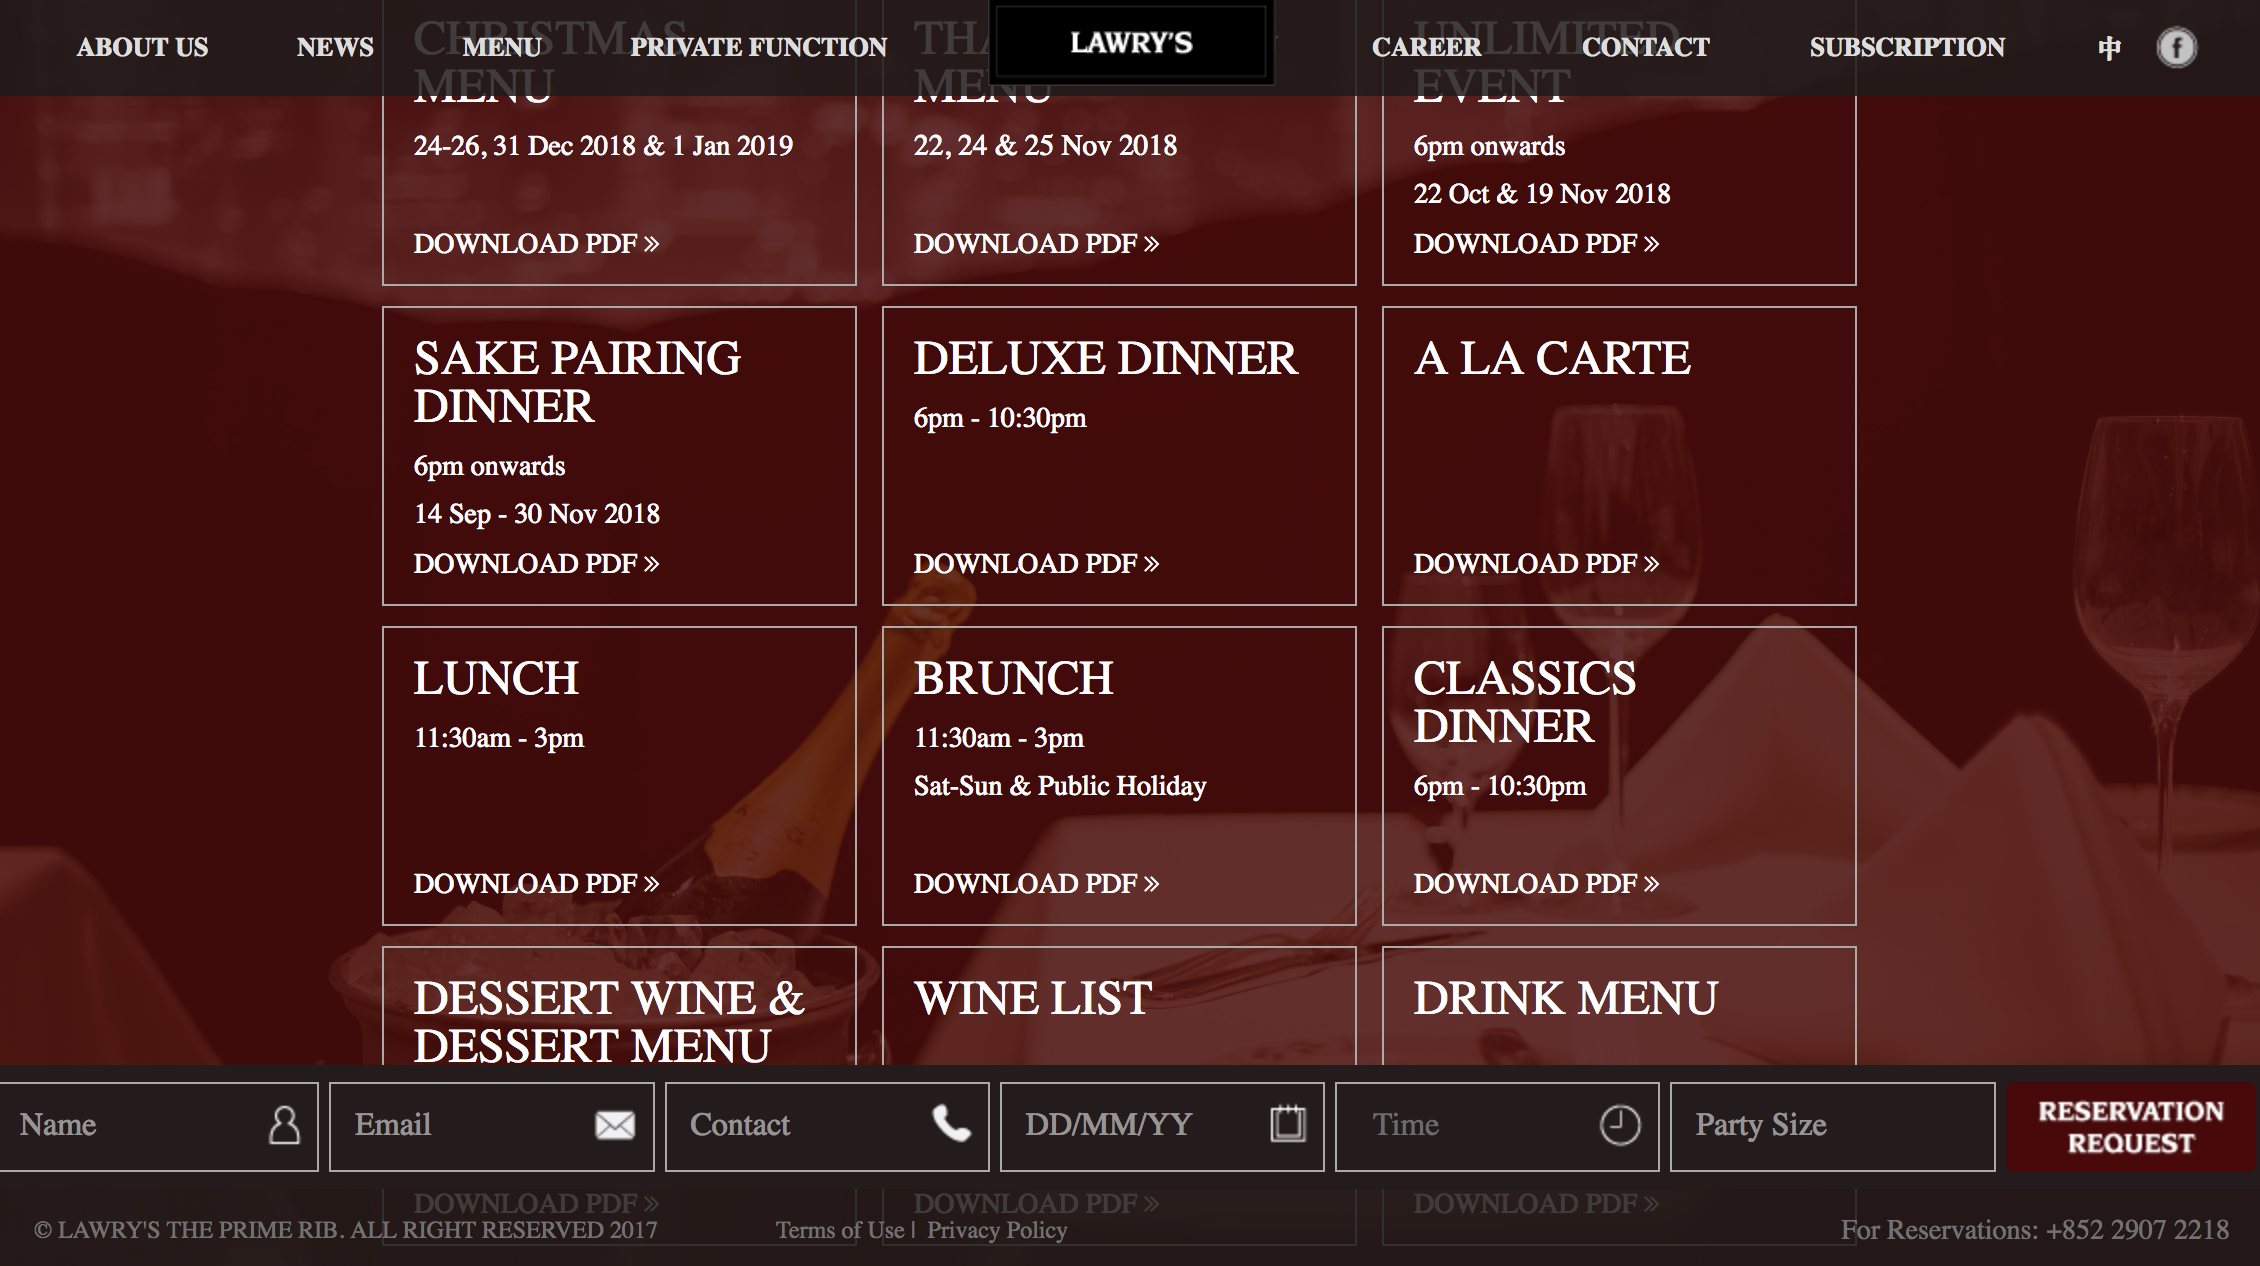 ABOUT US
NEWS
MENU
PRIVATE FUNCTION
LAWRY'S
CAREER
CONTACT
SUBSCRIPTION
中
f
CHRISTMAS
MENU
24-26, 31 Dec 2018 & 1 Jan 2019
DOWNLOAD PDF »
MENU
22, 24 & 25 Nov 2018
DOWNLOAD PDF »
UNLIMITED
EVENT
6pm onwards
22 Oct & 19 Nov 2018
DOWNLOAD PDF »
SAKE PAIRING
DINNER
6pm onwards
14 Sep - 30 Nov 2018
DOWNLOAD PDF »
DELUXE DINNER
6pm - 10:30pm
DOWNLOAD PDF »
A LA CARTE
DOWNLOAD PDF »
LUNCH
11:30am - 3pm
DOWNLOAD PDF »
BRUNCH
11:30am - 3pm
Sat-Sun & Public Holiday
DOWNLOAD PDF »
CLASSICS
DINNER
6pm - 10:30pm
DOWNLOAD PDF »
DESSERT WINE &
DESSERT MENU
DOWNLOAD PDF »
WINE LIST
DOWNLOAD PDF »
DRINK MENU
DOWNLOAD PDF »
Name
Email
Contact
DD/MM/YY
Time
Party Size
RESERVATION
REQUEST
© LAWRY'S THE PRIME RIB. ALL RIGHT RESERVED 2017
Terms of Use | Privacy Policy
For Reservations: +852 2907 2218